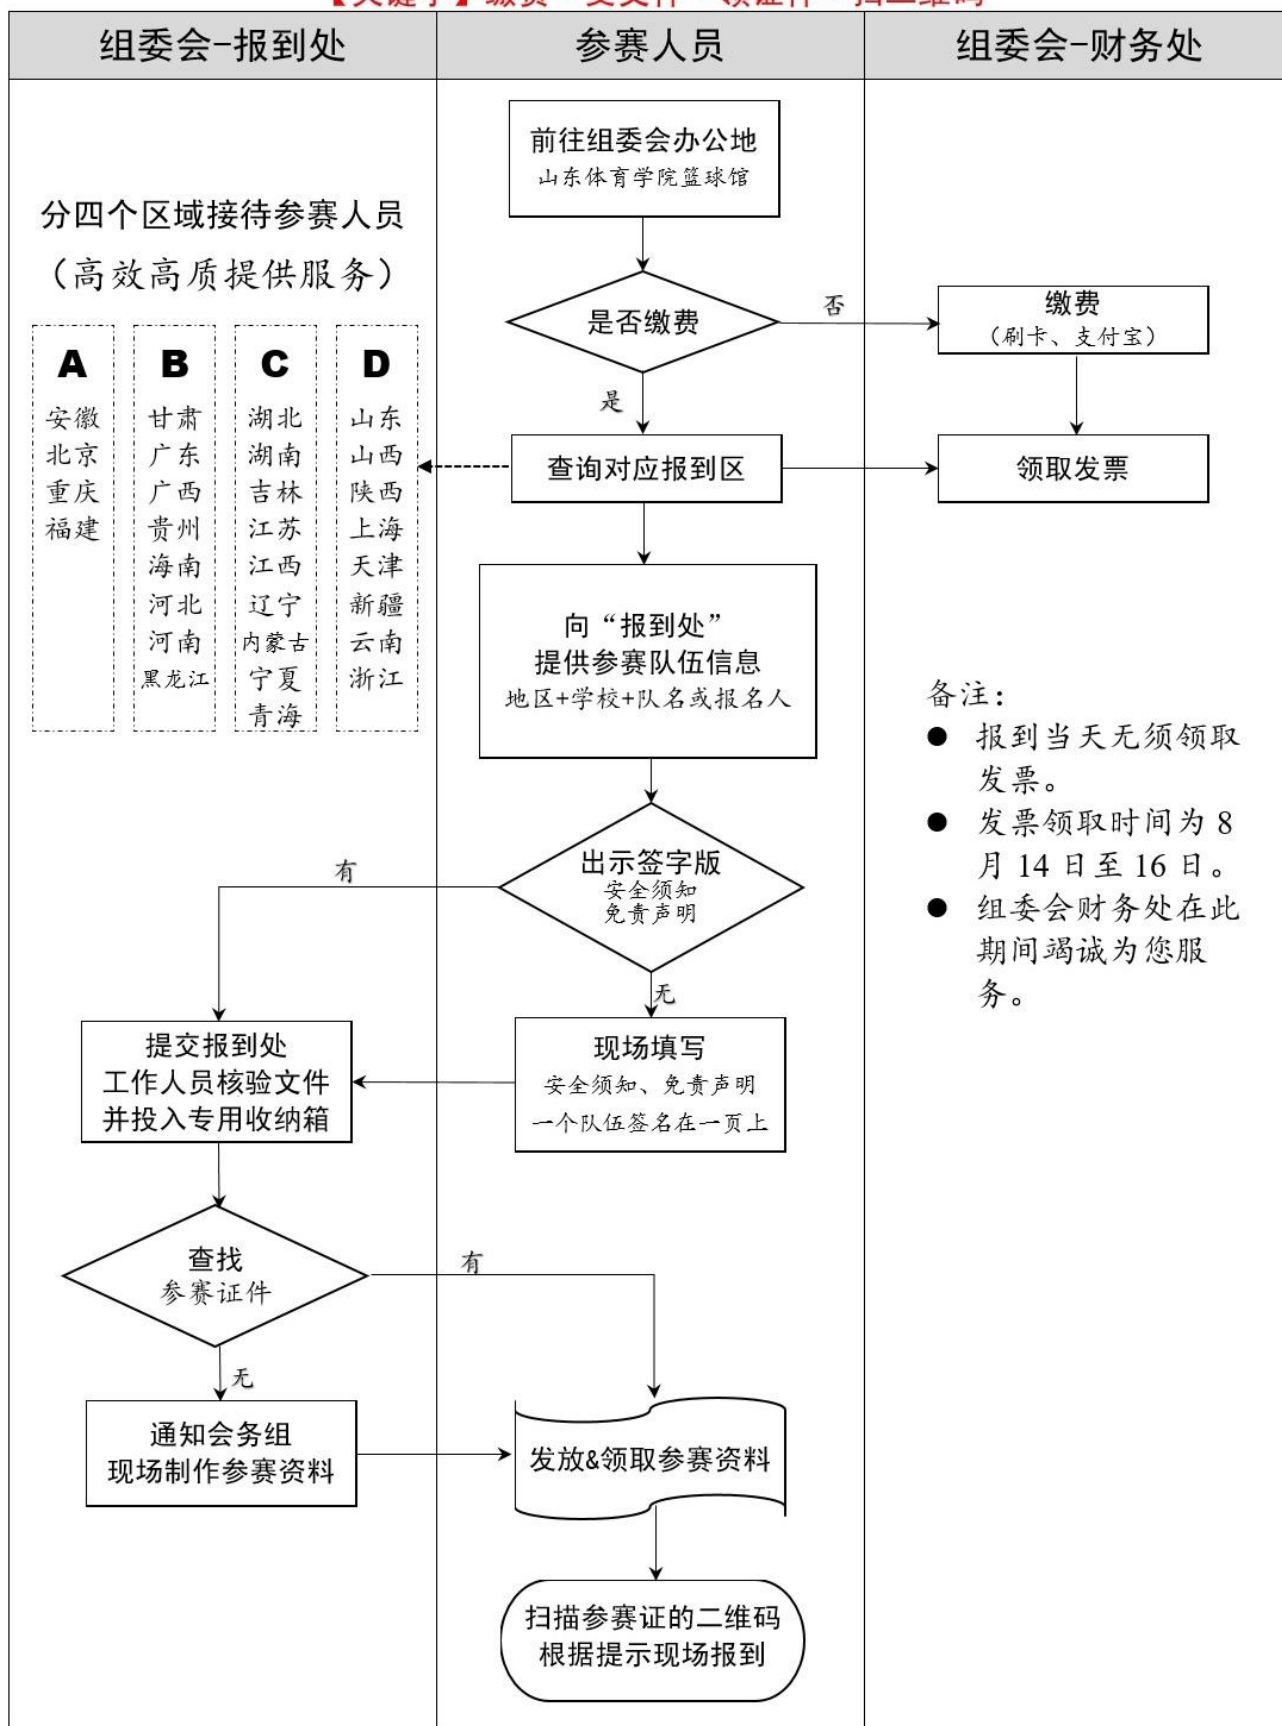 组委会-报到处
参赛人员
组委会-财务处
前往组委会办公地
山东体育学院篮球馆
分四个区域接待参赛人员
（高效高质提供服务）
是否缴费
否
缴费
（刷卡、支付宝）
是
A
安徽
北京
重庆
福建
B
甘肃
广东
广西
贵州
海南
河北
河南
黑龙江
C
湖北
湖南
吉林
江苏
江西
辽宁
内蒙古
宁夏
青海
D
山东
山西
陕西
上海
天津
新疆
云南
浙江
查询对应报到区
领取发票
向“报到处”
提供参赛队伍信息
地区+学校+队名或报名人
备注：
● 报到当天无须领取
发票。
● 发票领取时间为 8
月 14 日至 16 日。
● 组委会财务处在此
期间竭诚为您服
务。
出示签字版
安全须知
免责声明
有
无
提交报到处
工作人员核验文件
并投入专用收纳箱
现场填写
安全须知、免责声明
一个队伍签名在一页上
查找
参赛证件
有
无
通知会务组
现场制作参赛资料
发放&领取参赛资料
扫描参赛证的二维码
根据提示现场报到